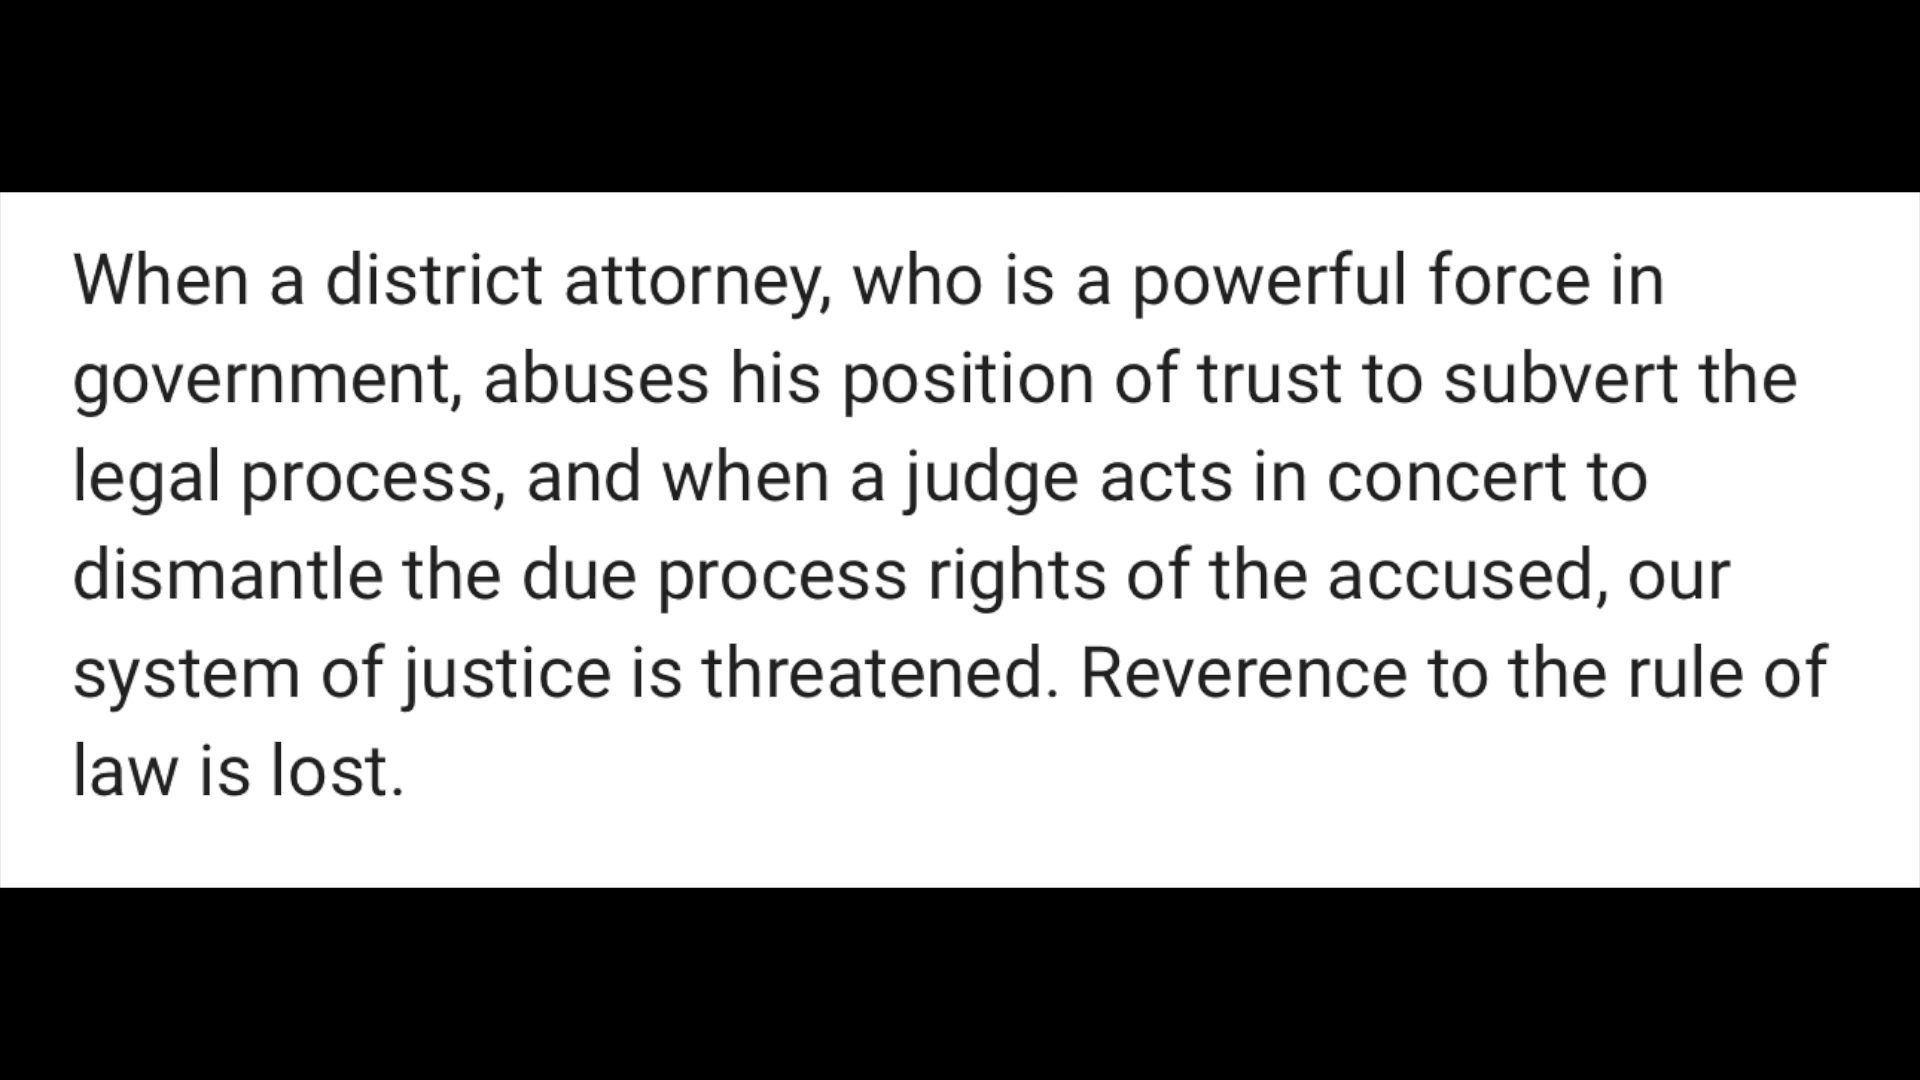 When a district attorney, who is a powerful force in
government, abuses his position of trust to subvert the
legal process, and when a judge acts in concert to
dismantle the due process rights of the accused, our
system of justice is threatened. Reverence to the rule of
law is lost.